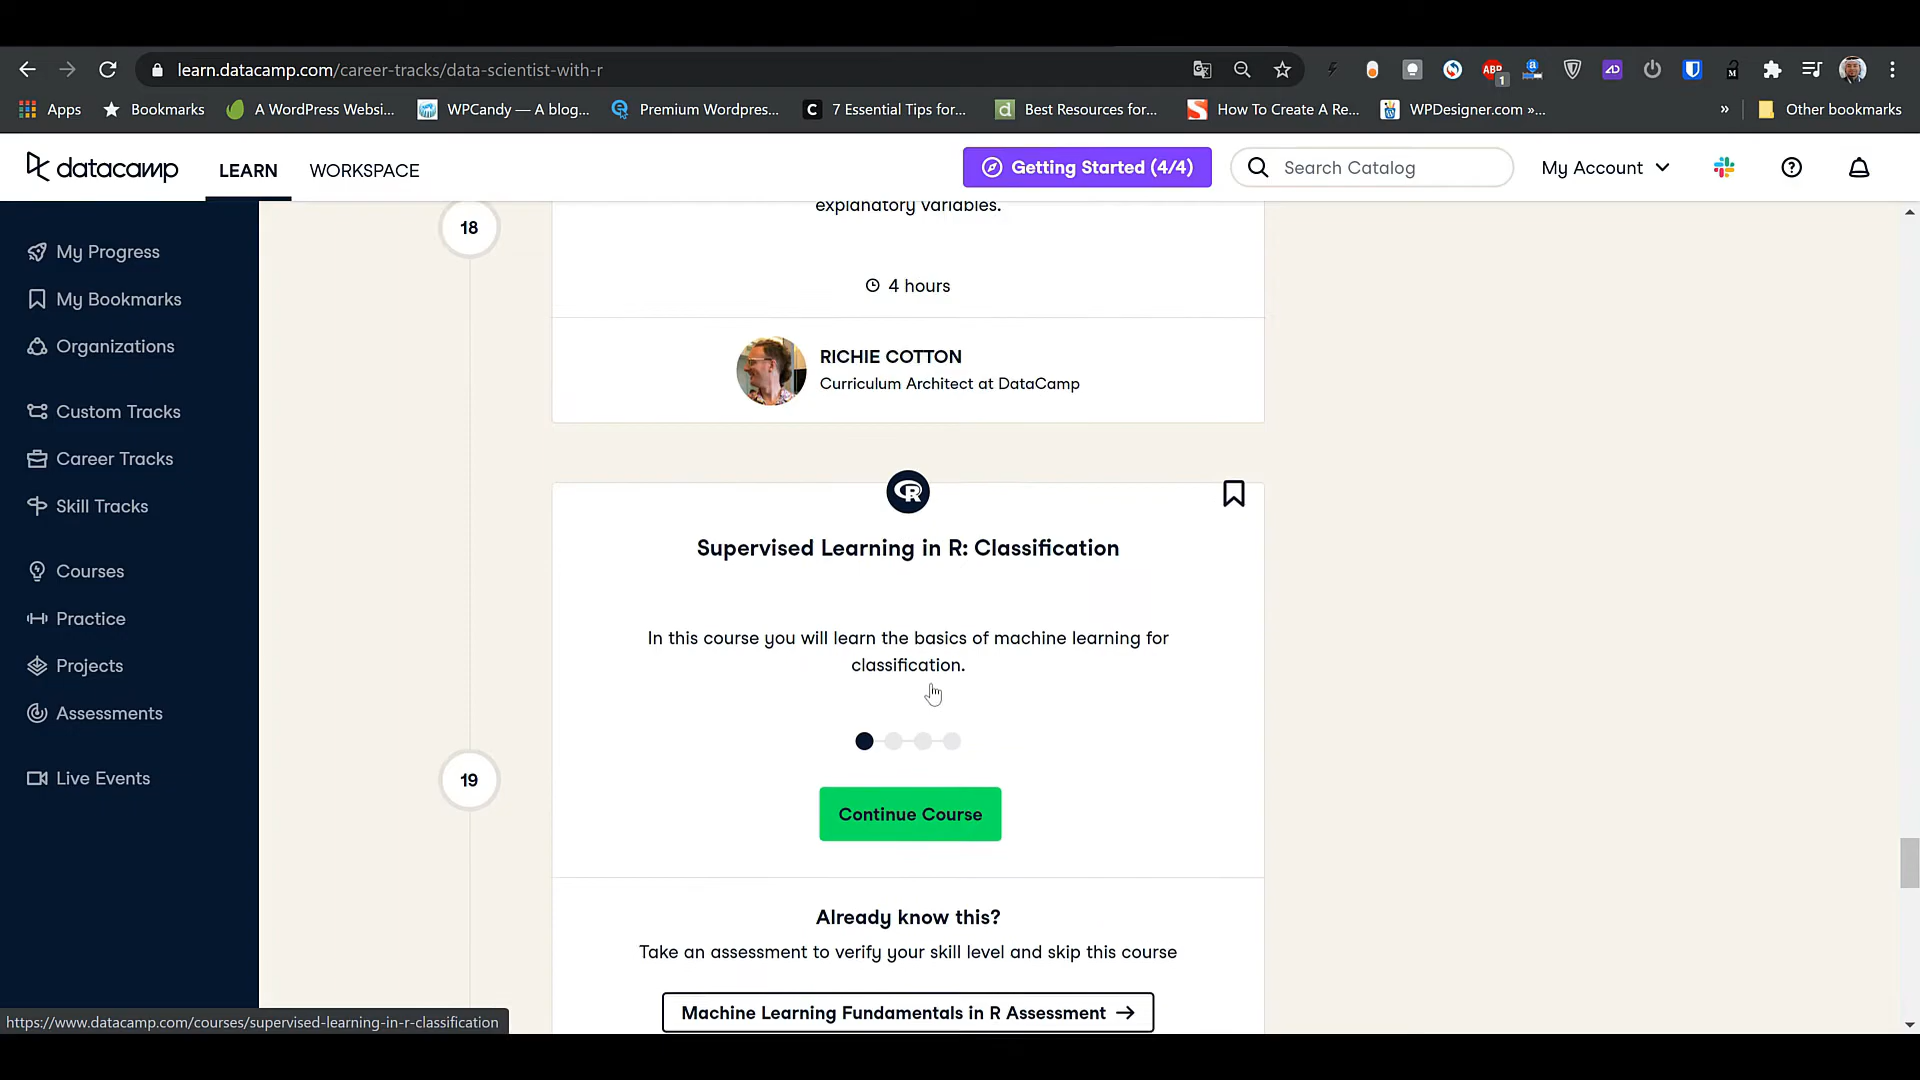 learn.datacamp.com/career-tracks/data-scientist-with-r
ABP
1
a
AD
M
Apps
Bookmarks
A WordPress Websi...
WPCandy — A blog...
Premium Wordpres...
C
7 Essential Tips for...
d
Best Resources for...
S
How To Create A Re...
WPDesigner.com »...
»
Other bookmarks
datacamp
LEARN
WORKSPACE
Getting Started (4/4)
Search Catalog
My Account
My Progress
My Bookmarks
Organizations
Custom Tracks
Career Tracks
Skill Tracks
Courses
Practice
Projects
Assessments
Live Events
18
explanatory variables.
4 hours
RICHIE COTTON
Curriculum Architect at DataCamp
R
Supervised Learning in R: Classification
In this course you will learn the basics of machine learning for
classification.
19
Continue Course
Already know this?
Take an assessment to verify your skill level and skip this course
Machine Learning Fundamentals in R Assessment →
https://www.datacamp.com/courses/supervised-learning-in-r-classification